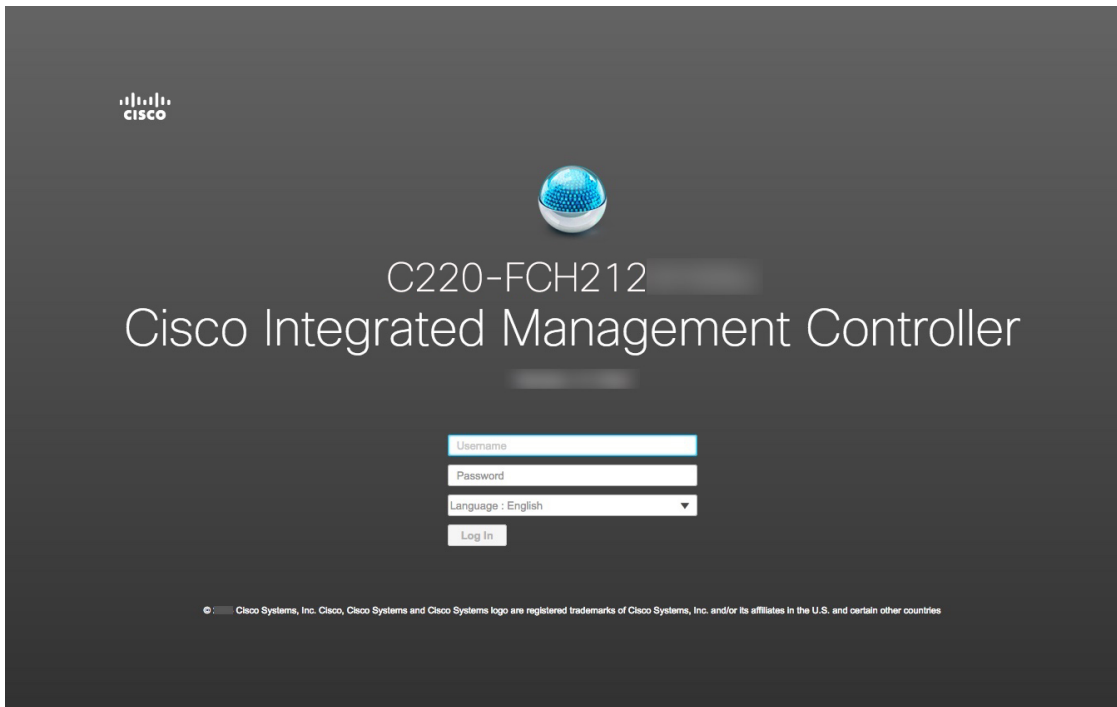 CISCO
C220-FCH212
Cisco Integrated Management Controller
Username
Password
Language : English
Log In
© Cisco Systems, Inc. Cisco, Cisco Systems and Cisco Systems logo are registered trademarks of Cisco Systems, Inc. and/or its affiliates in the U.S. and certain other countries